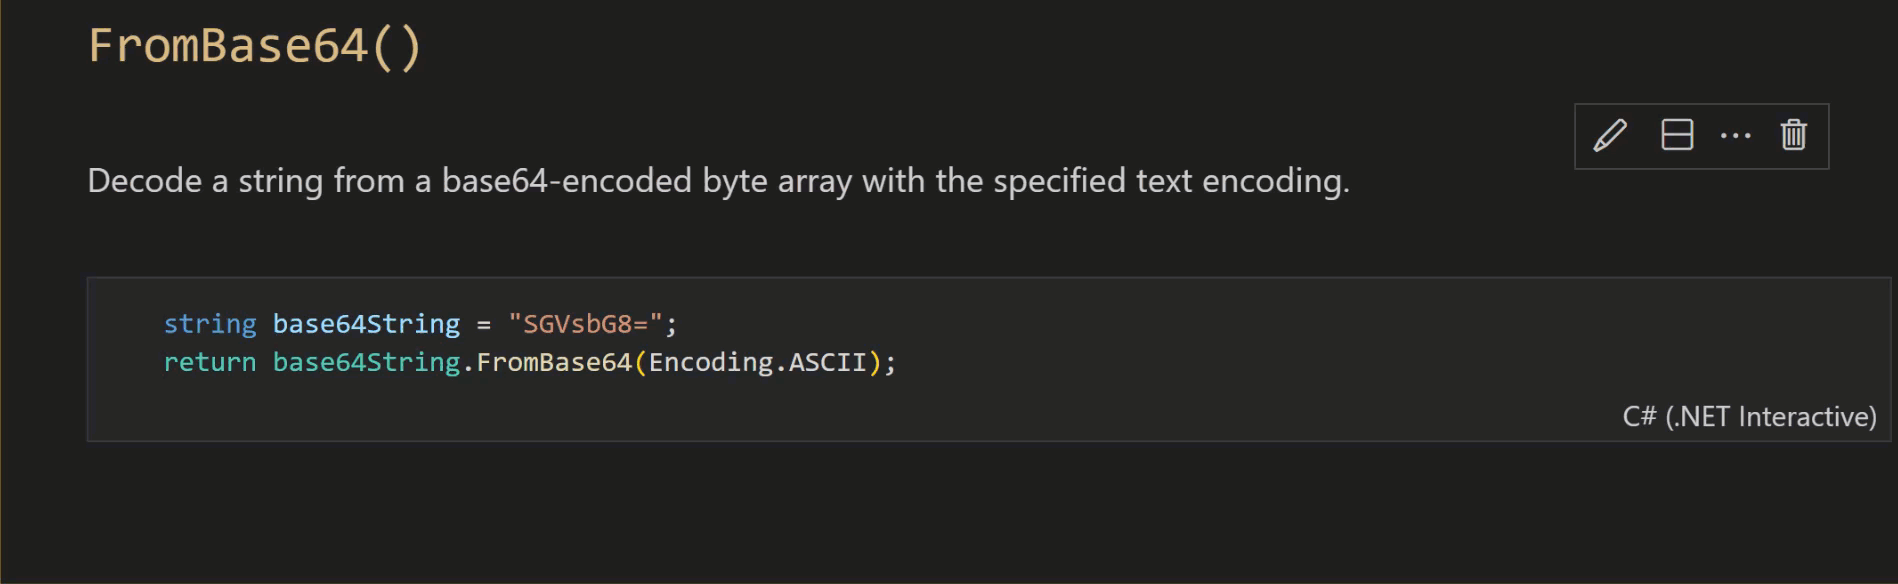 FromBase64()
Decode a string from a base64-encoded byte array with the specified text encoding.
string base64String = "SGVsbG8=";
return base64String.FromBase64(Encoding.ASCII);
C# (.NET Interactive)